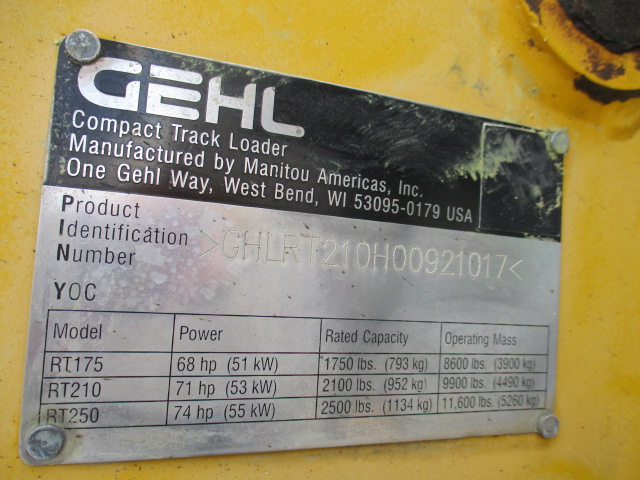 GEHL
Compact Track Loader
Manufactured by Manitou Americas, Inc.
One Gehl Way, West Bend, WI 53095-0179 USA
Product
Identification
Number
>GHLRT210H00921017<
YOC
Model Power Rated Capacity Operating Mass
RT175 68 hp (51 kW) 1750 lbs. (793 kg) 8600 lbs. (3900 kg)
RT210 71 hp (53 kW) 2100 lbs. (952 kg) 9900 lbs. (4490 kg)
RT250 74 hp (55 kW) 2500 lbs. (1134 kg) 11,600 lbs. (5260 kg)